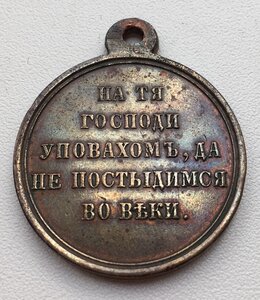 НА ТЯ
ГОСПОДИ
УПОВАХОМЪ, ДА
НЕ ПОСТЫДИМСЯ
ВО ВѢКИ.